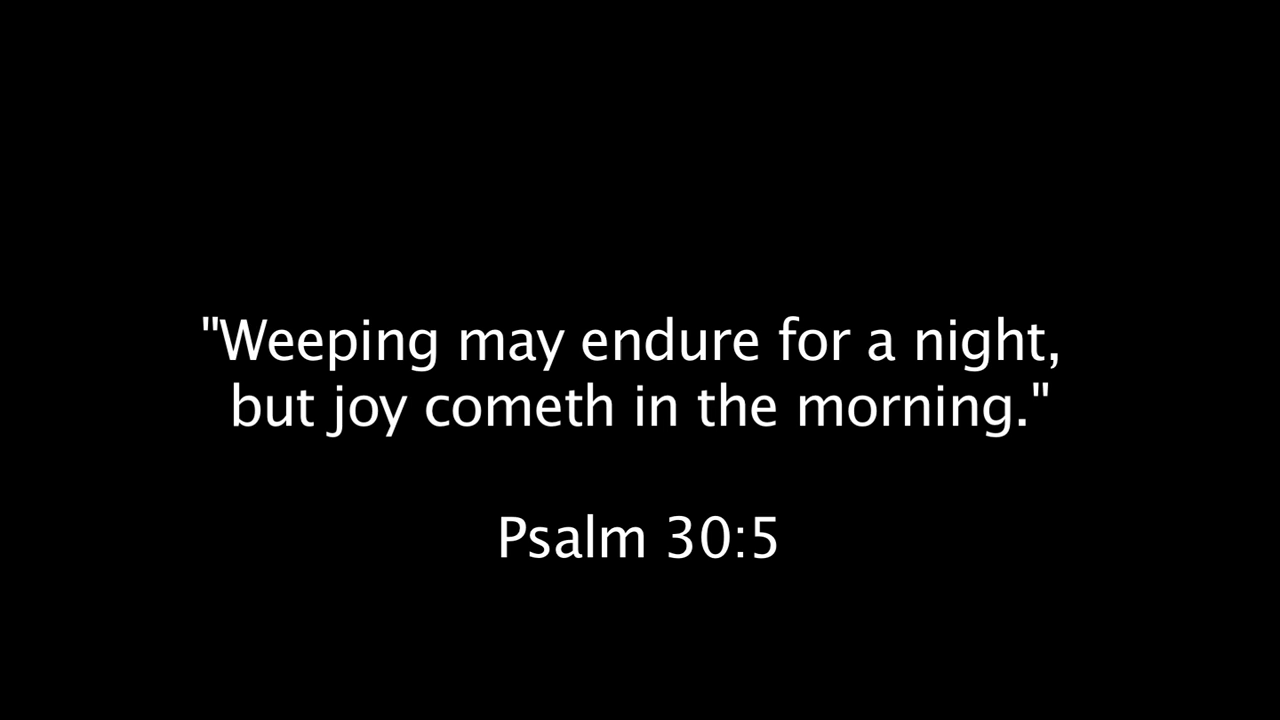 "Weeping may endure for a night,
but joy cometh in the morning."
Psalm 30:5